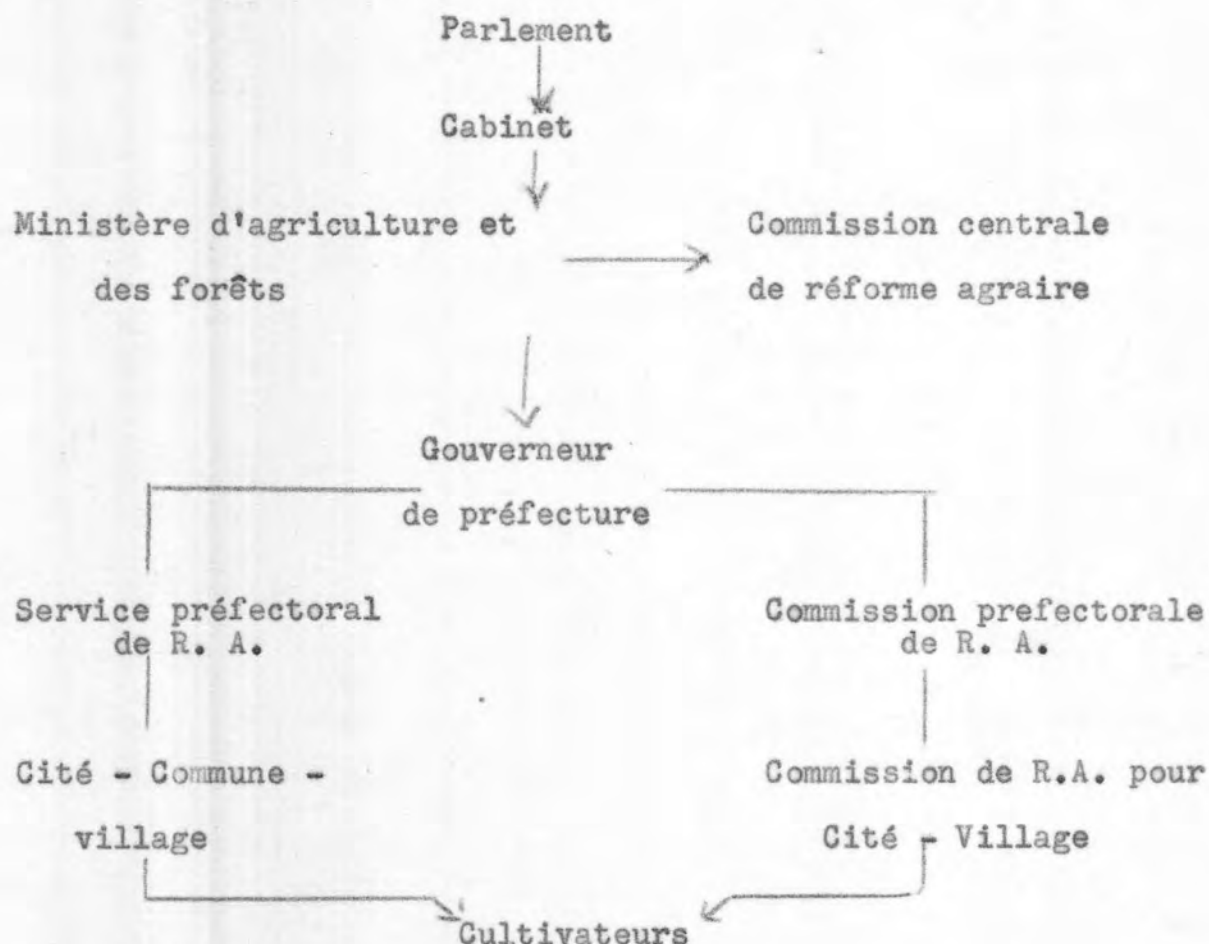 Parlement
Cabinet
Ministère d'agriculture et
des forêts
Commission centrale
de réforme agraire
Gouverneur
de préfecture
Service préfectoral
de R. A.
Commission prefectorale
de R. A.
Cité - Commune -
village
Commission de R.A. pour
Cité - Village
Cultivateurs